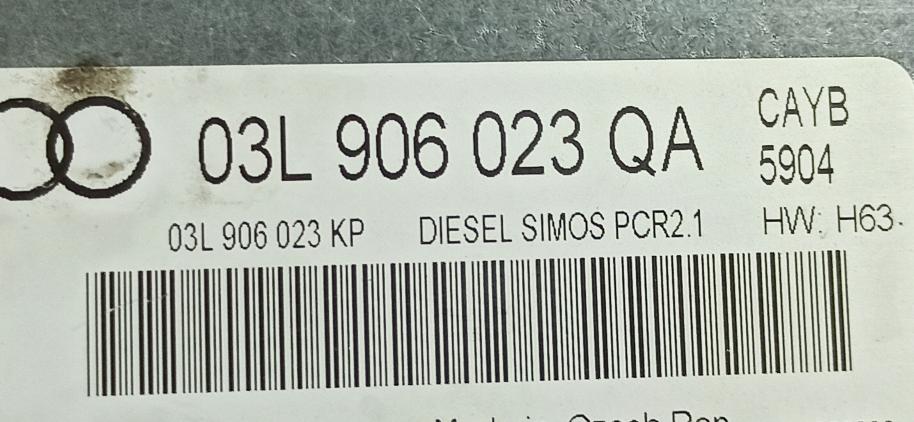 03L 906 023 QA
CAYB
5904
03L 906 023 KP DIESEL SIMOS PCR2.1 HW: H63